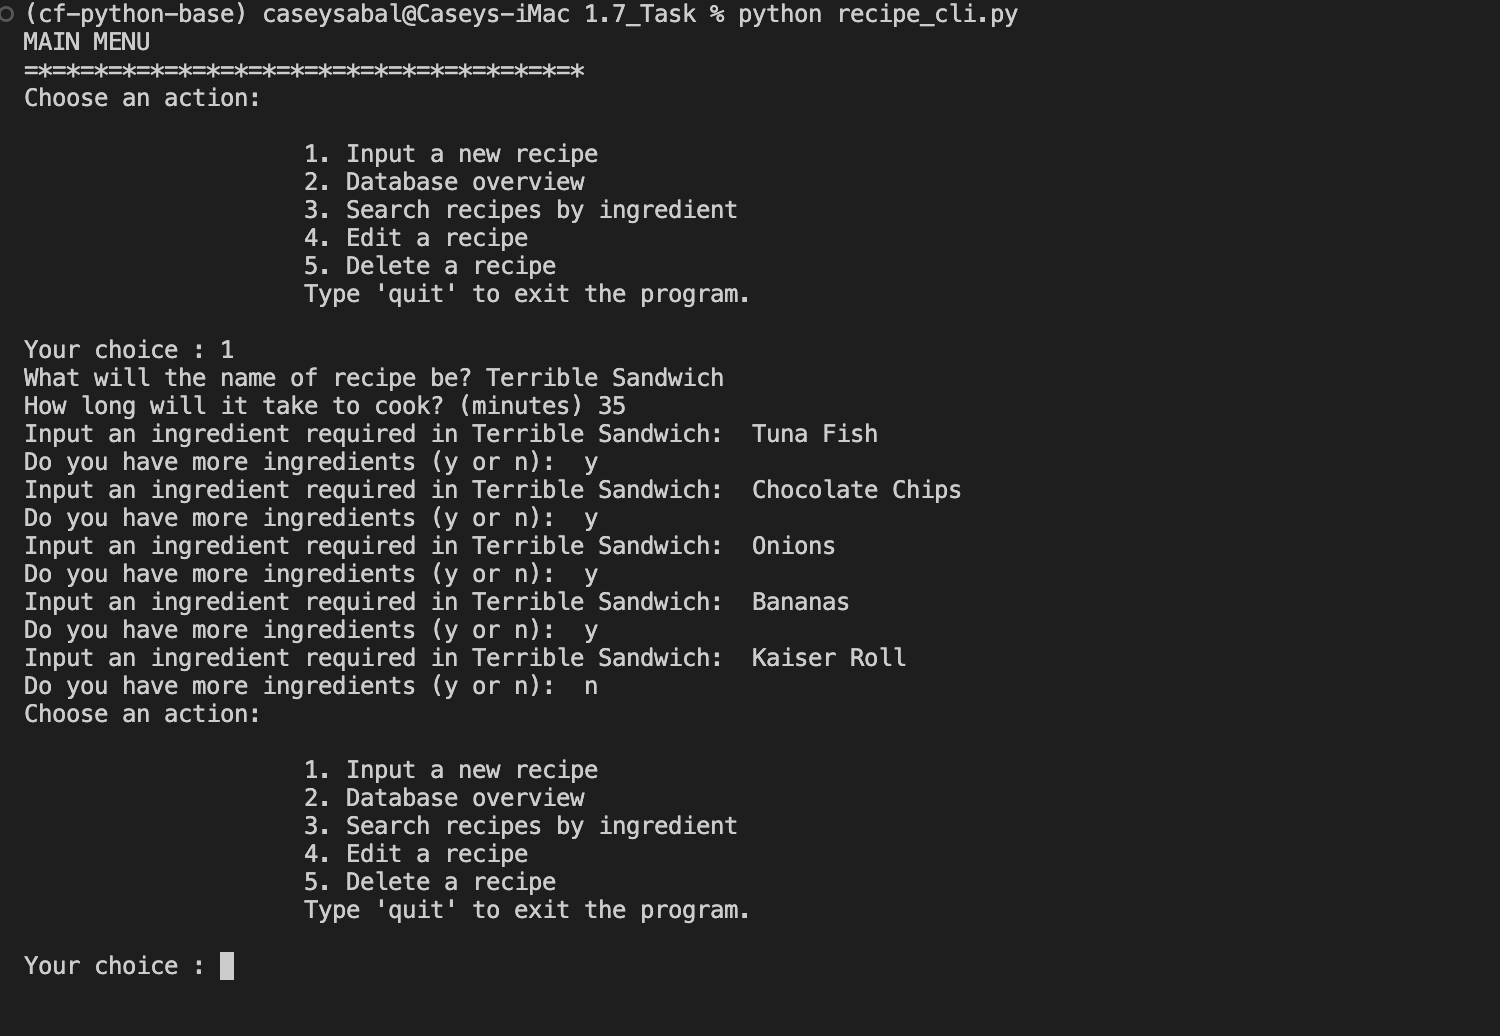 (cf-python-base) caseysabal@Caseys-iMac 1.7_Task % python recipe_cli.py
MAIN MENU
=*=*=*=*=*=*=*=*=*=*=*=*=*=*=*=*=*=*=*=*
Choose an action:
1. Input a new recipe
2. Database overview
3. Search recipes by ingredient
4. Edit a recipe
5. Delete a recipe
Type 'quit' to exit the program.
Your choice : 1
What will the name of recipe be? Terrible Sandwich
How long will it take to cook? (minutes) 35
Input an ingredient required in Terrible Sandwich:  Tuna Fish
Do you have more ingredients (y or n):  y
Input an ingredient required in Terrible Sandwich:  Chocolate Chips
Do you have more ingredients (y or n):  y
Input an ingredient required in Terrible Sandwich:  Onions
Do you have more ingredients (y or n):  y
Input an ingredient required in Terrible Sandwich:  Bananas
Do you have more ingredients (y or n):  y
Input an ingredient required in Terrible Sandwich:  Kaiser Roll
Do you have more ingredients (y or n):  n
Choose an action:
1. Input a new recipe
2. Database overview
3. Search recipes by ingredient
4. Edit a recipe
5. Delete a recipe
Type 'quit' to exit the program.
Your choice :